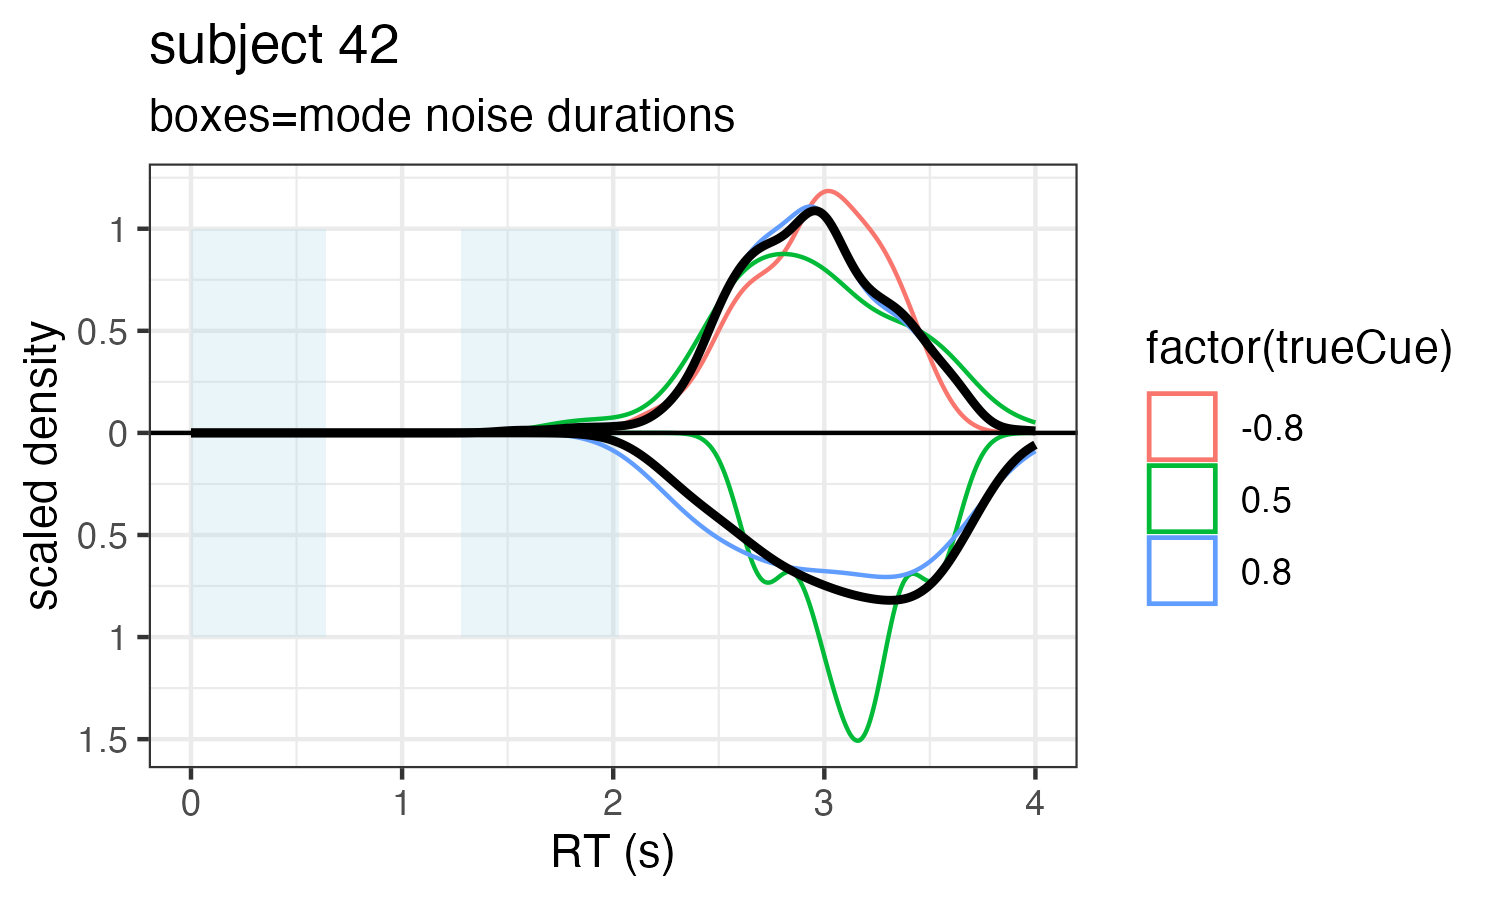 subject 42
boxes=mode noise durations
scaled density
1
0.5
0
0.5
1
1.5
0
1
2
3
4
RT (s)
factor(trueCue)
-0.8
0.5
0.8